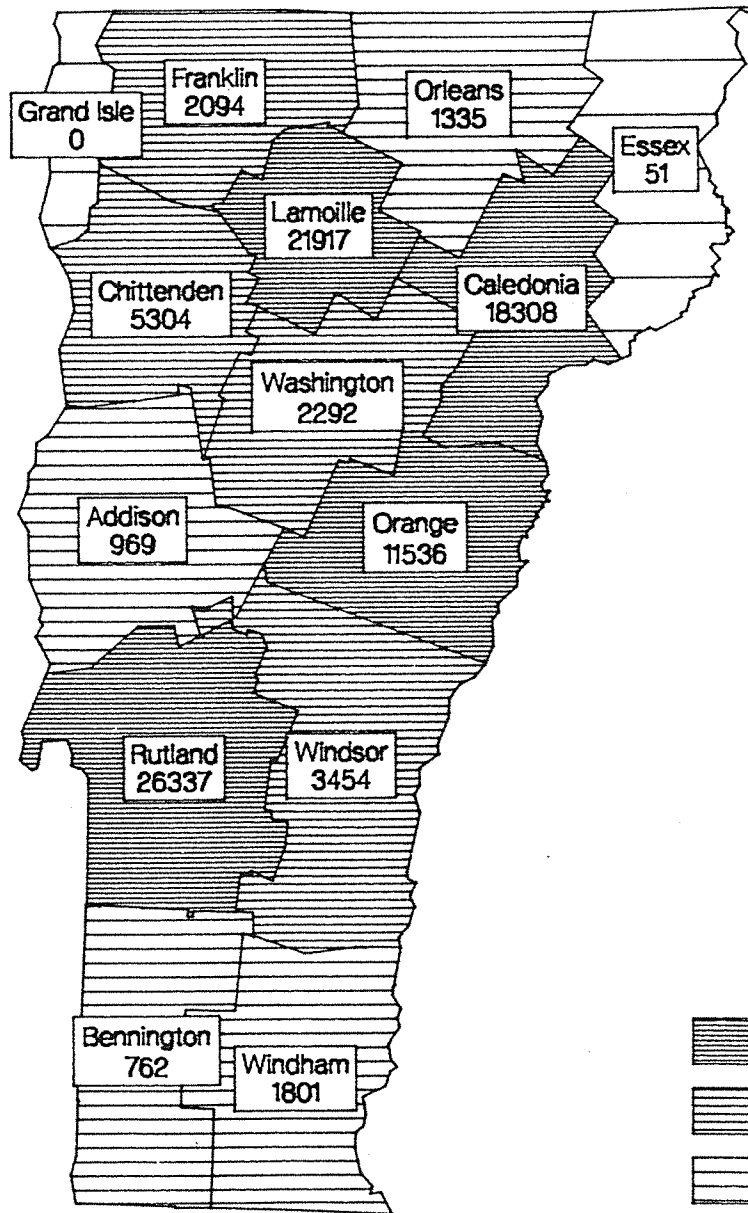 Franklin
2094
Orleans
1335
Grand Isle
0
Essex
51
Lamoille
21917
Chittenden
5304
Caledonia
18308
Washington
2292
Addison
969
Orange
11536
Rutland
26337
Windsor
3454
Bennington
762
Windham
1801